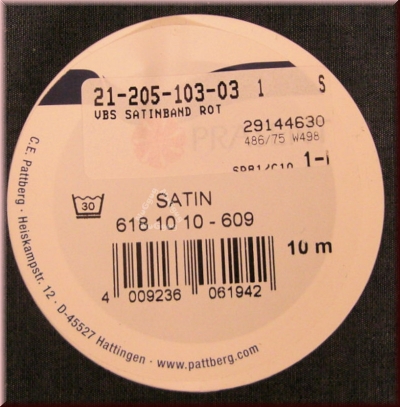 21-205-103-03 1 S
VBS SATINBAND ROT
29144630
486/75 W498
1-
30
SATIN
618 10 10 - 609
10 m
4 009236 061942
C.E. Pattberg · Heiskampstr. 12 · D-45527 Hattingen · www.pattberg.com